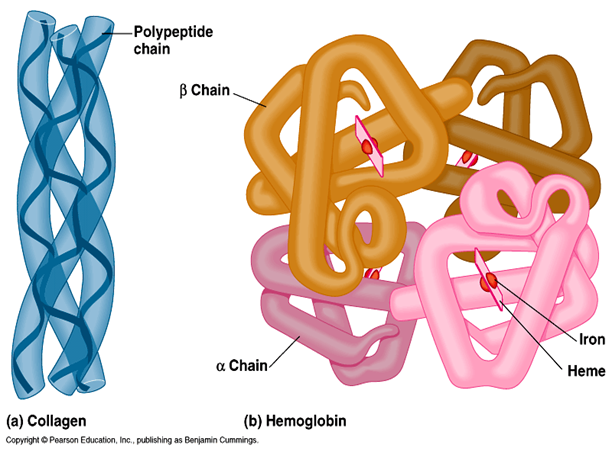 Polypeptide
chain
β Chain
α Chain
Iron
Heme
(a) Collagen
(b) Hemoglobin
Copyright © Pearson Education, Inc., publishing as Benjamin Cummings.